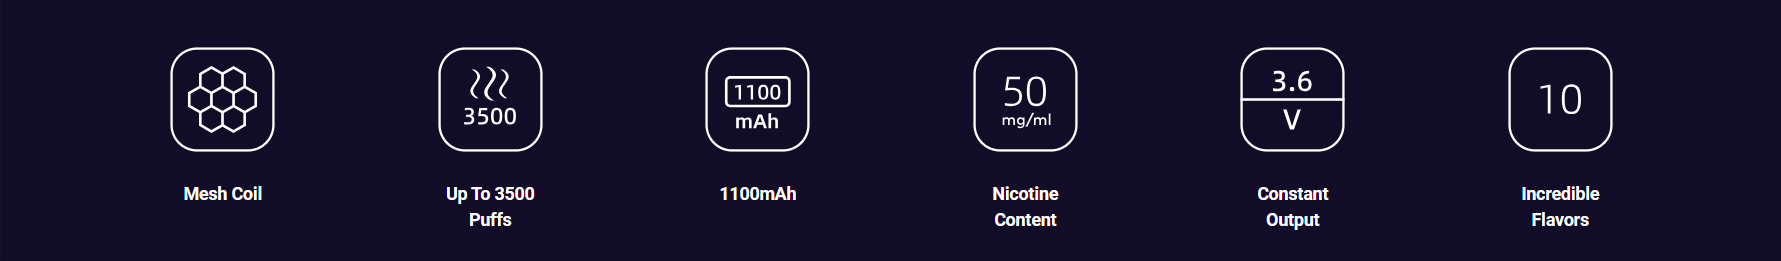 3500
1100
mAh
50
mg/ml
3.6
V
10
Mesh Coil
Up To 3500
Puffs
1100mAh
Nicotine
Content
Constant
Output
Incredible
Flavors